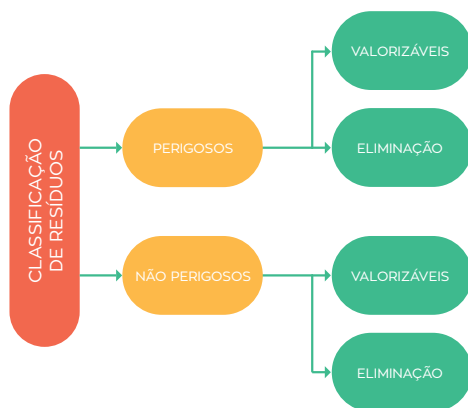 CLASSIFICAÇÃO
DE RESÍDUOS
PERIGOSOS
VALORIZÁVEIS
ELIMINAÇÃO
NÃO PERIGOSOS
VALORIZÁVEIS
ELIMINAÇÃO